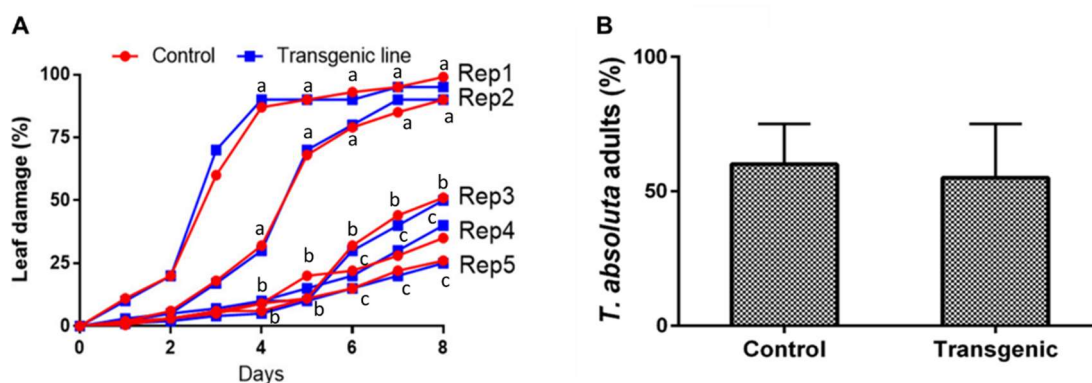 A
Control
Transgenic line
100
75
50
25
0
Leaf damage (%)
0
2
4
6
8
Days
a
a
a
a
a
Rep1
Rep2
a
a
a
a
a
b
b
b
Rep3
c
c
c
Rep4
b
b
b
b
c
c
c
Rep5
B
100
50
0
T. absoluta adults (%)
Control
Transgenic